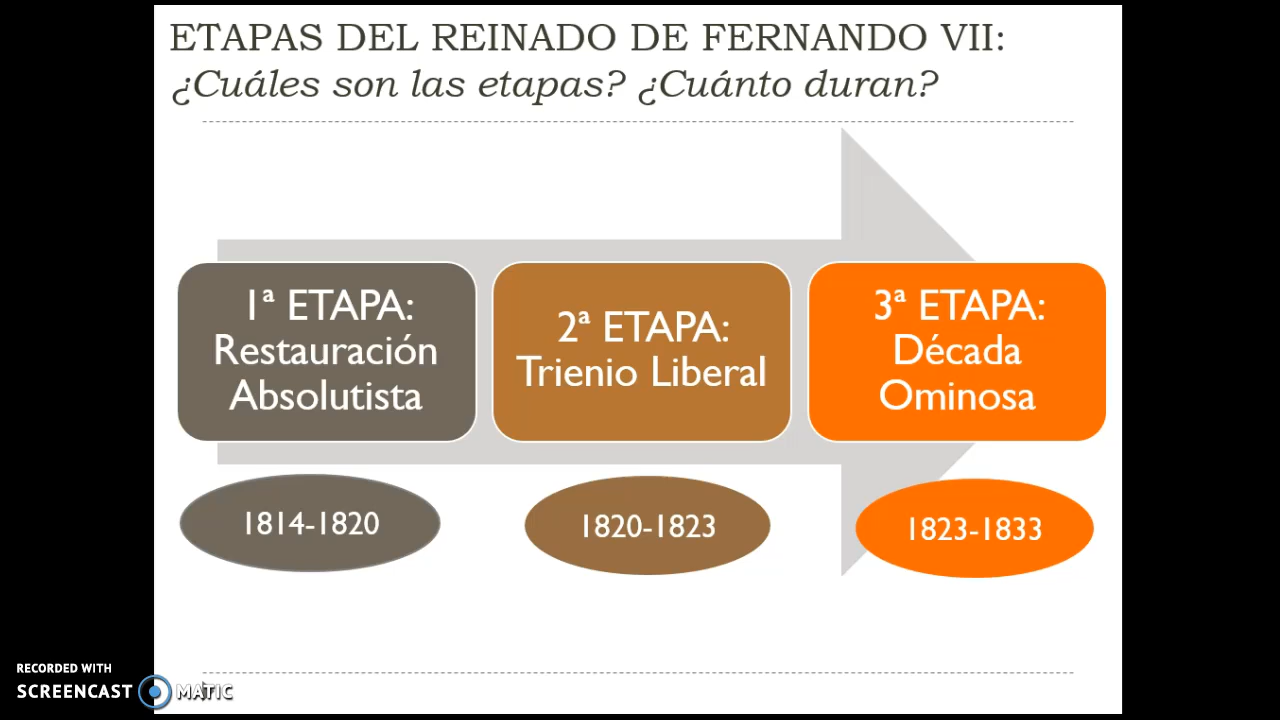 ETAPAS DEL REINADO DE FERNANDO VII:
¿Cuáles son las etapas? ¿Cuánto duran?
1ª ETAPA:
Restauración
Absolutista
2ª ETAPA:
Trienio Liberal
3ª ETAPA:
Década
Ominosa
1814-1820
1820-1823
1823-1833
RECORDED WITH
SCREENCAST MATIC